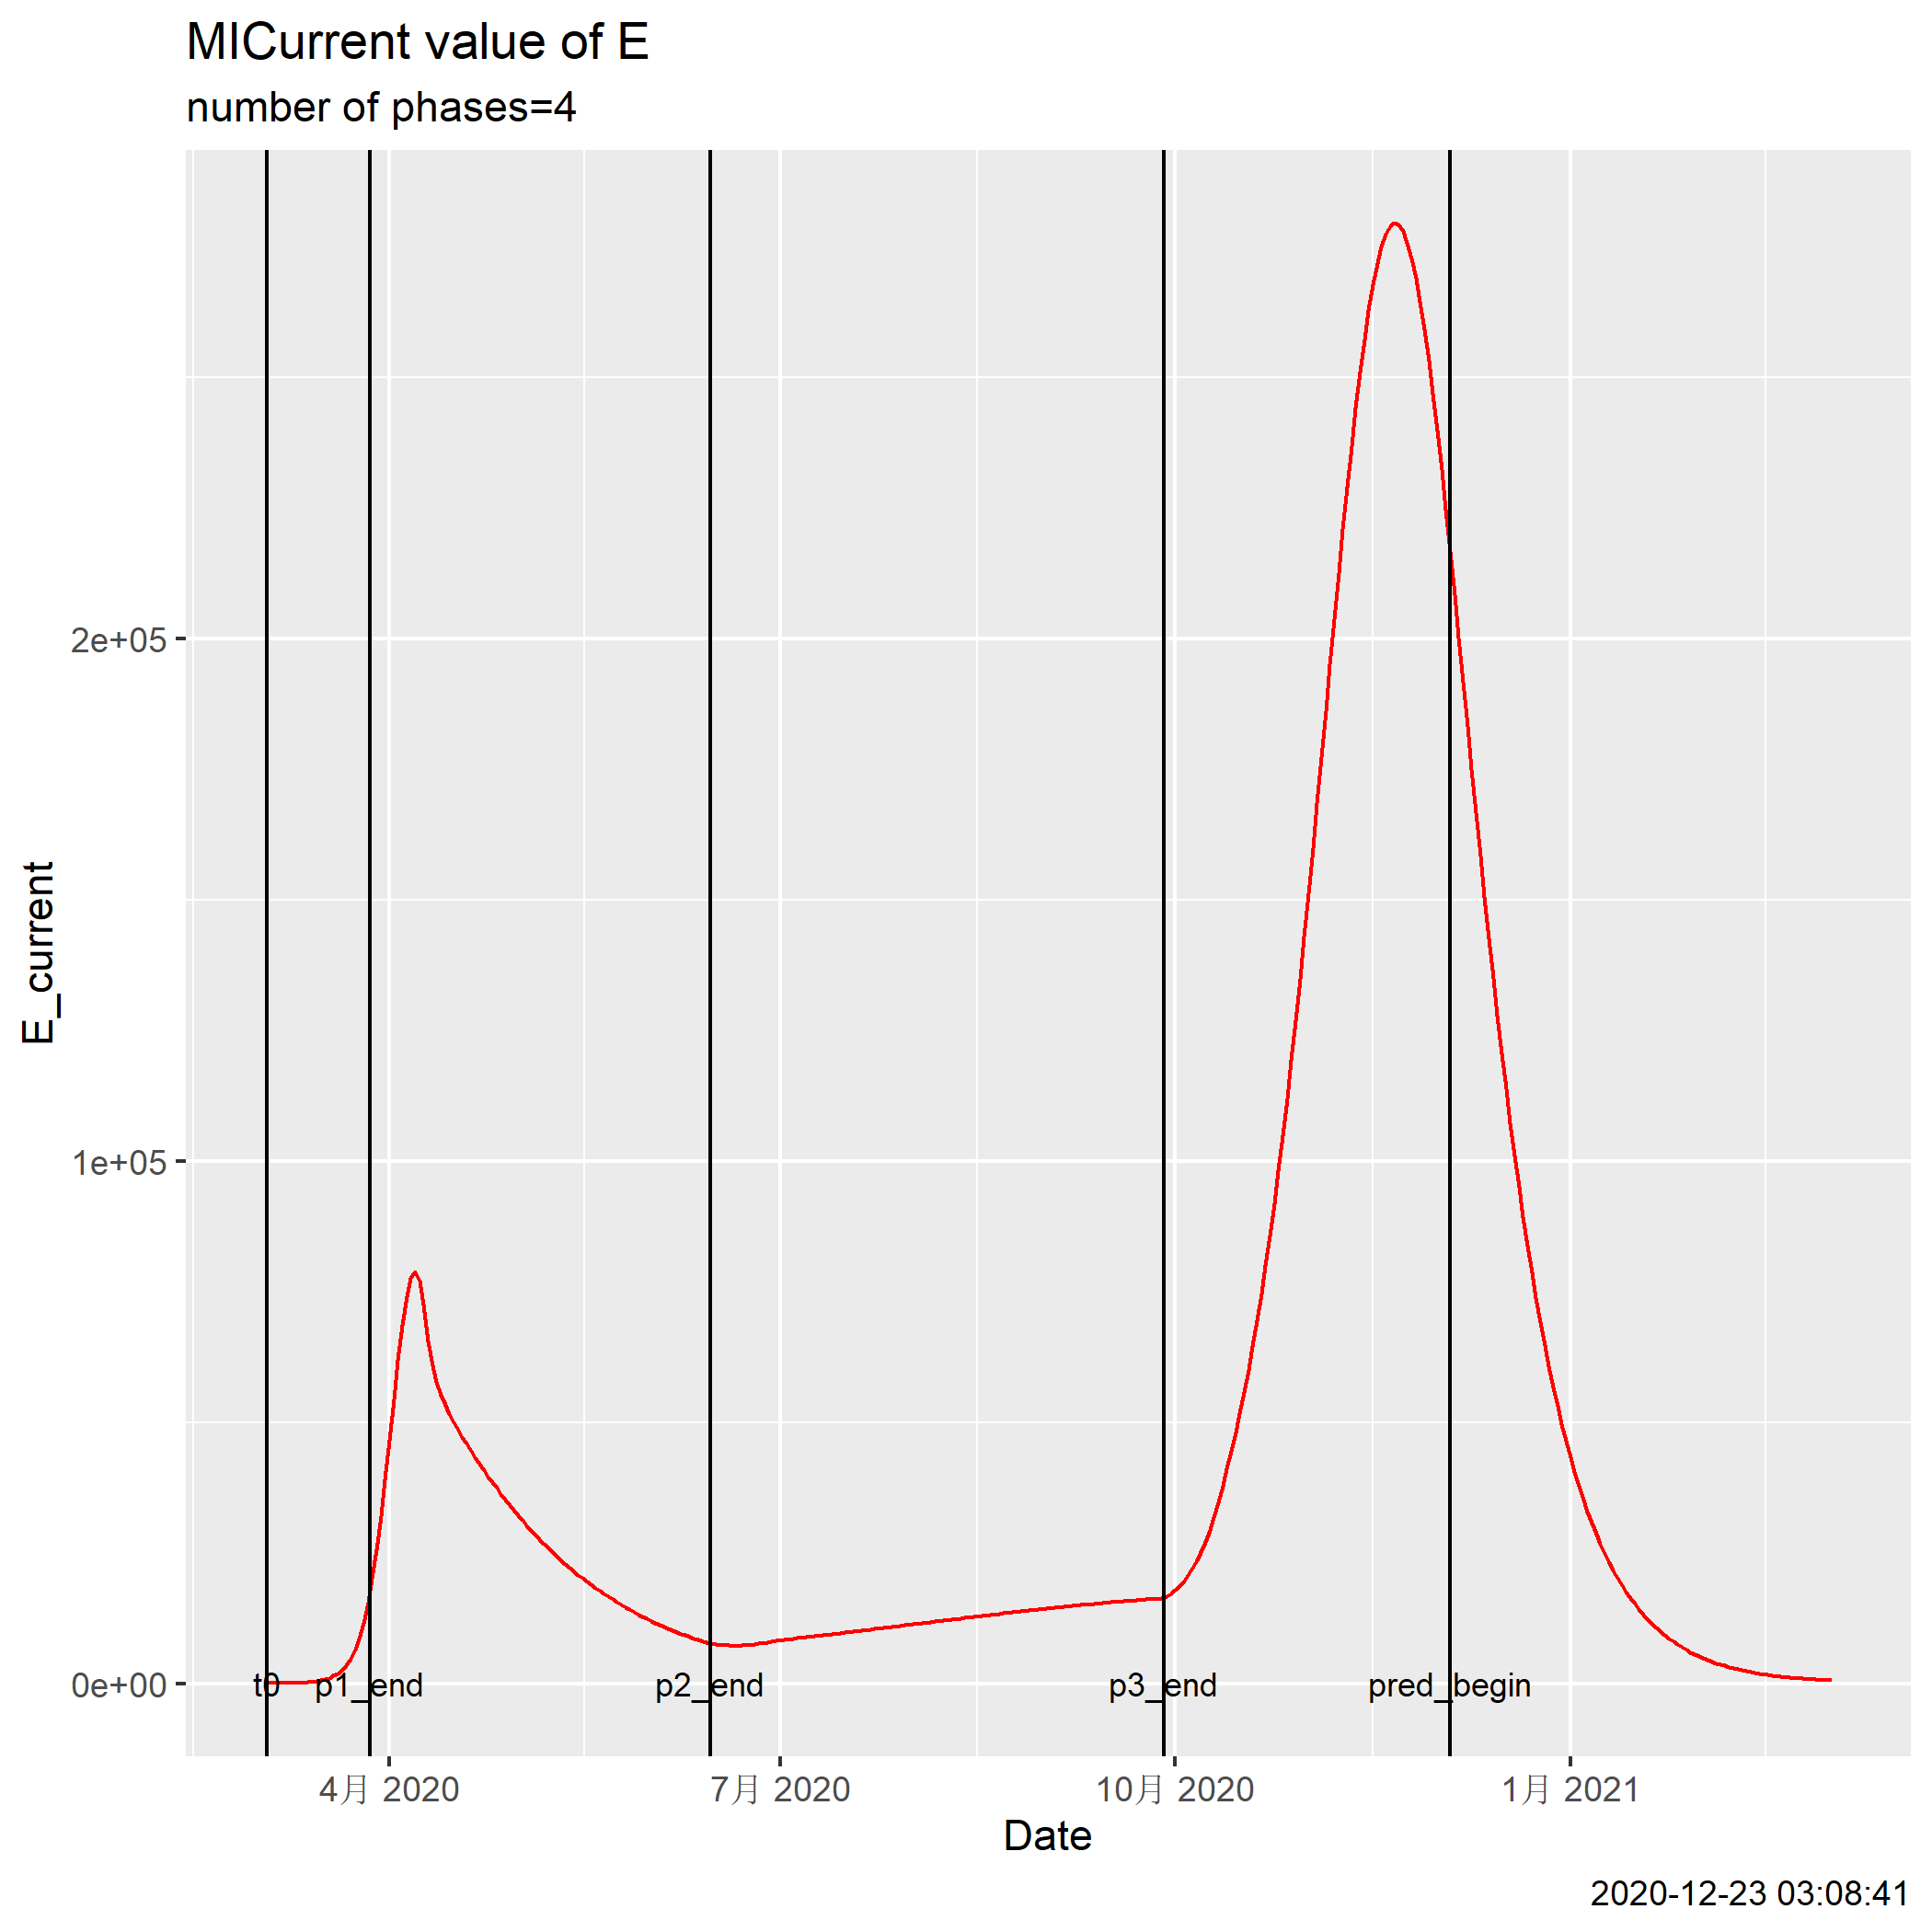 MICurrent value of E
number of phases=4
2e+05
1e+05
0e+00
E_current
t0
p1_end
p2_end
p3_end
pred_begin
4月 2020
7月 2020
10月 2020
1月 2021
Date
2020-12-23 03:08:41